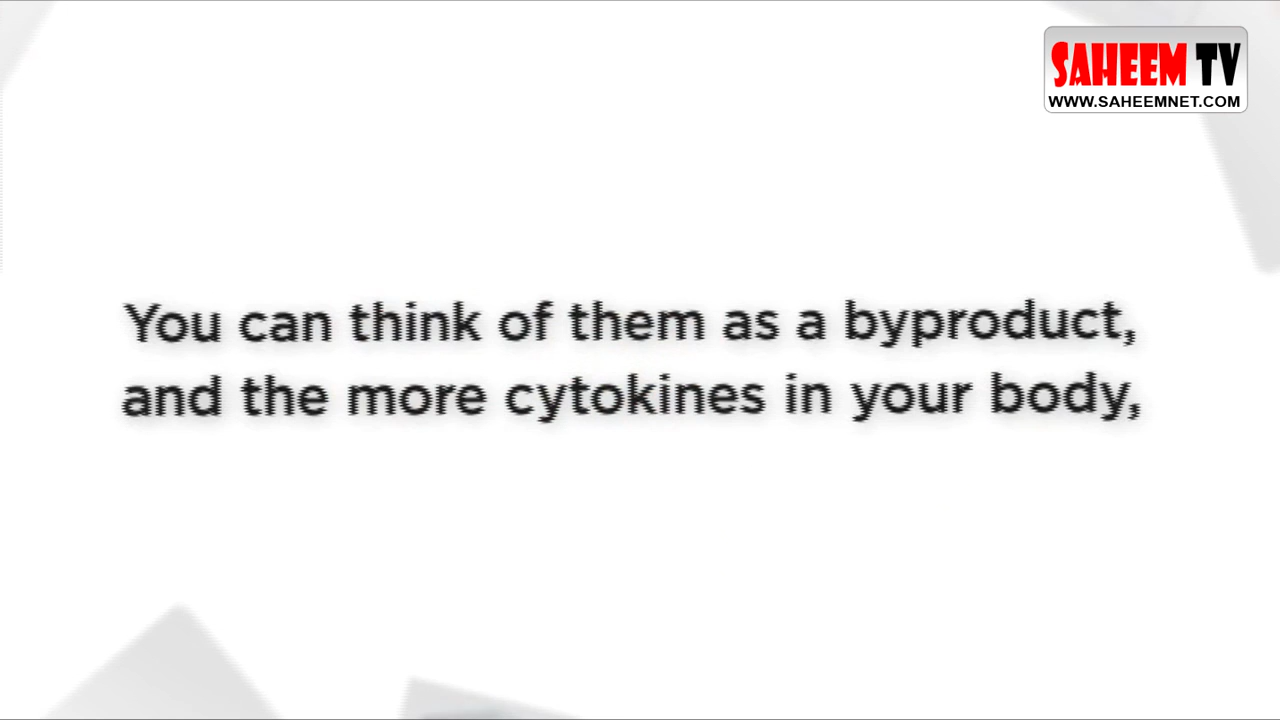 SAHEEM TV
WWW.SAHEEMNET.COM
You can think of them as a byproduct,
and the more cytokines in your body,